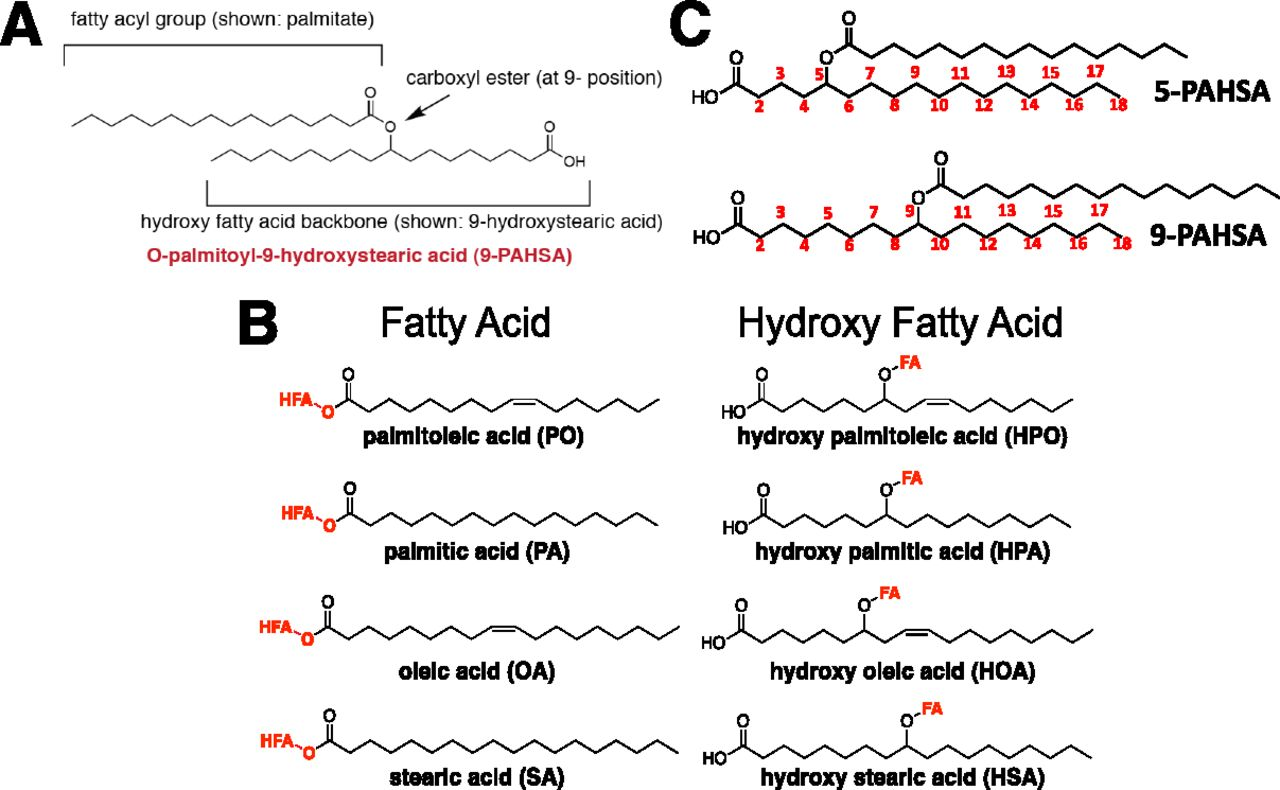 A
fatty acyl group (shown: palmitate)
carboxyl ester (at 9- position)
O
O
O
OH
hydroxy fatty acid backbone (shown: 9-hydroxystearic acid)
O-palmitoyl-9-hydroxystearic acid (9-PAHSA)
C
O
O
O
HO
3 5 7 9 11 13 15 17
2 4 6 8 10 12 14 16 18
5-PAHSA
O
O
O
HO
3 5 7 9 11 13 15 17
2 4 6 8 10 12 14 16 18
9-PAHSA
B
Fatty Acid
Hydroxy Fatty Acid
O
HFA
O
palmitoleic acid (PO)
O
HO
O
FA
hydroxy palmitoleic acid (HPO)
O
HFA
O
palmitic acid (PA)
O
HO
O
FA
hydroxy palmitic acid (HPA)
O
HFA
O
oleic acid (OA)
O
HO
O
FA
hydroxy oleic acid (HOA)
O
HFA
O
stearic acid (SA)
O
HO
O
FA
hydroxy stearic acid (HSA)